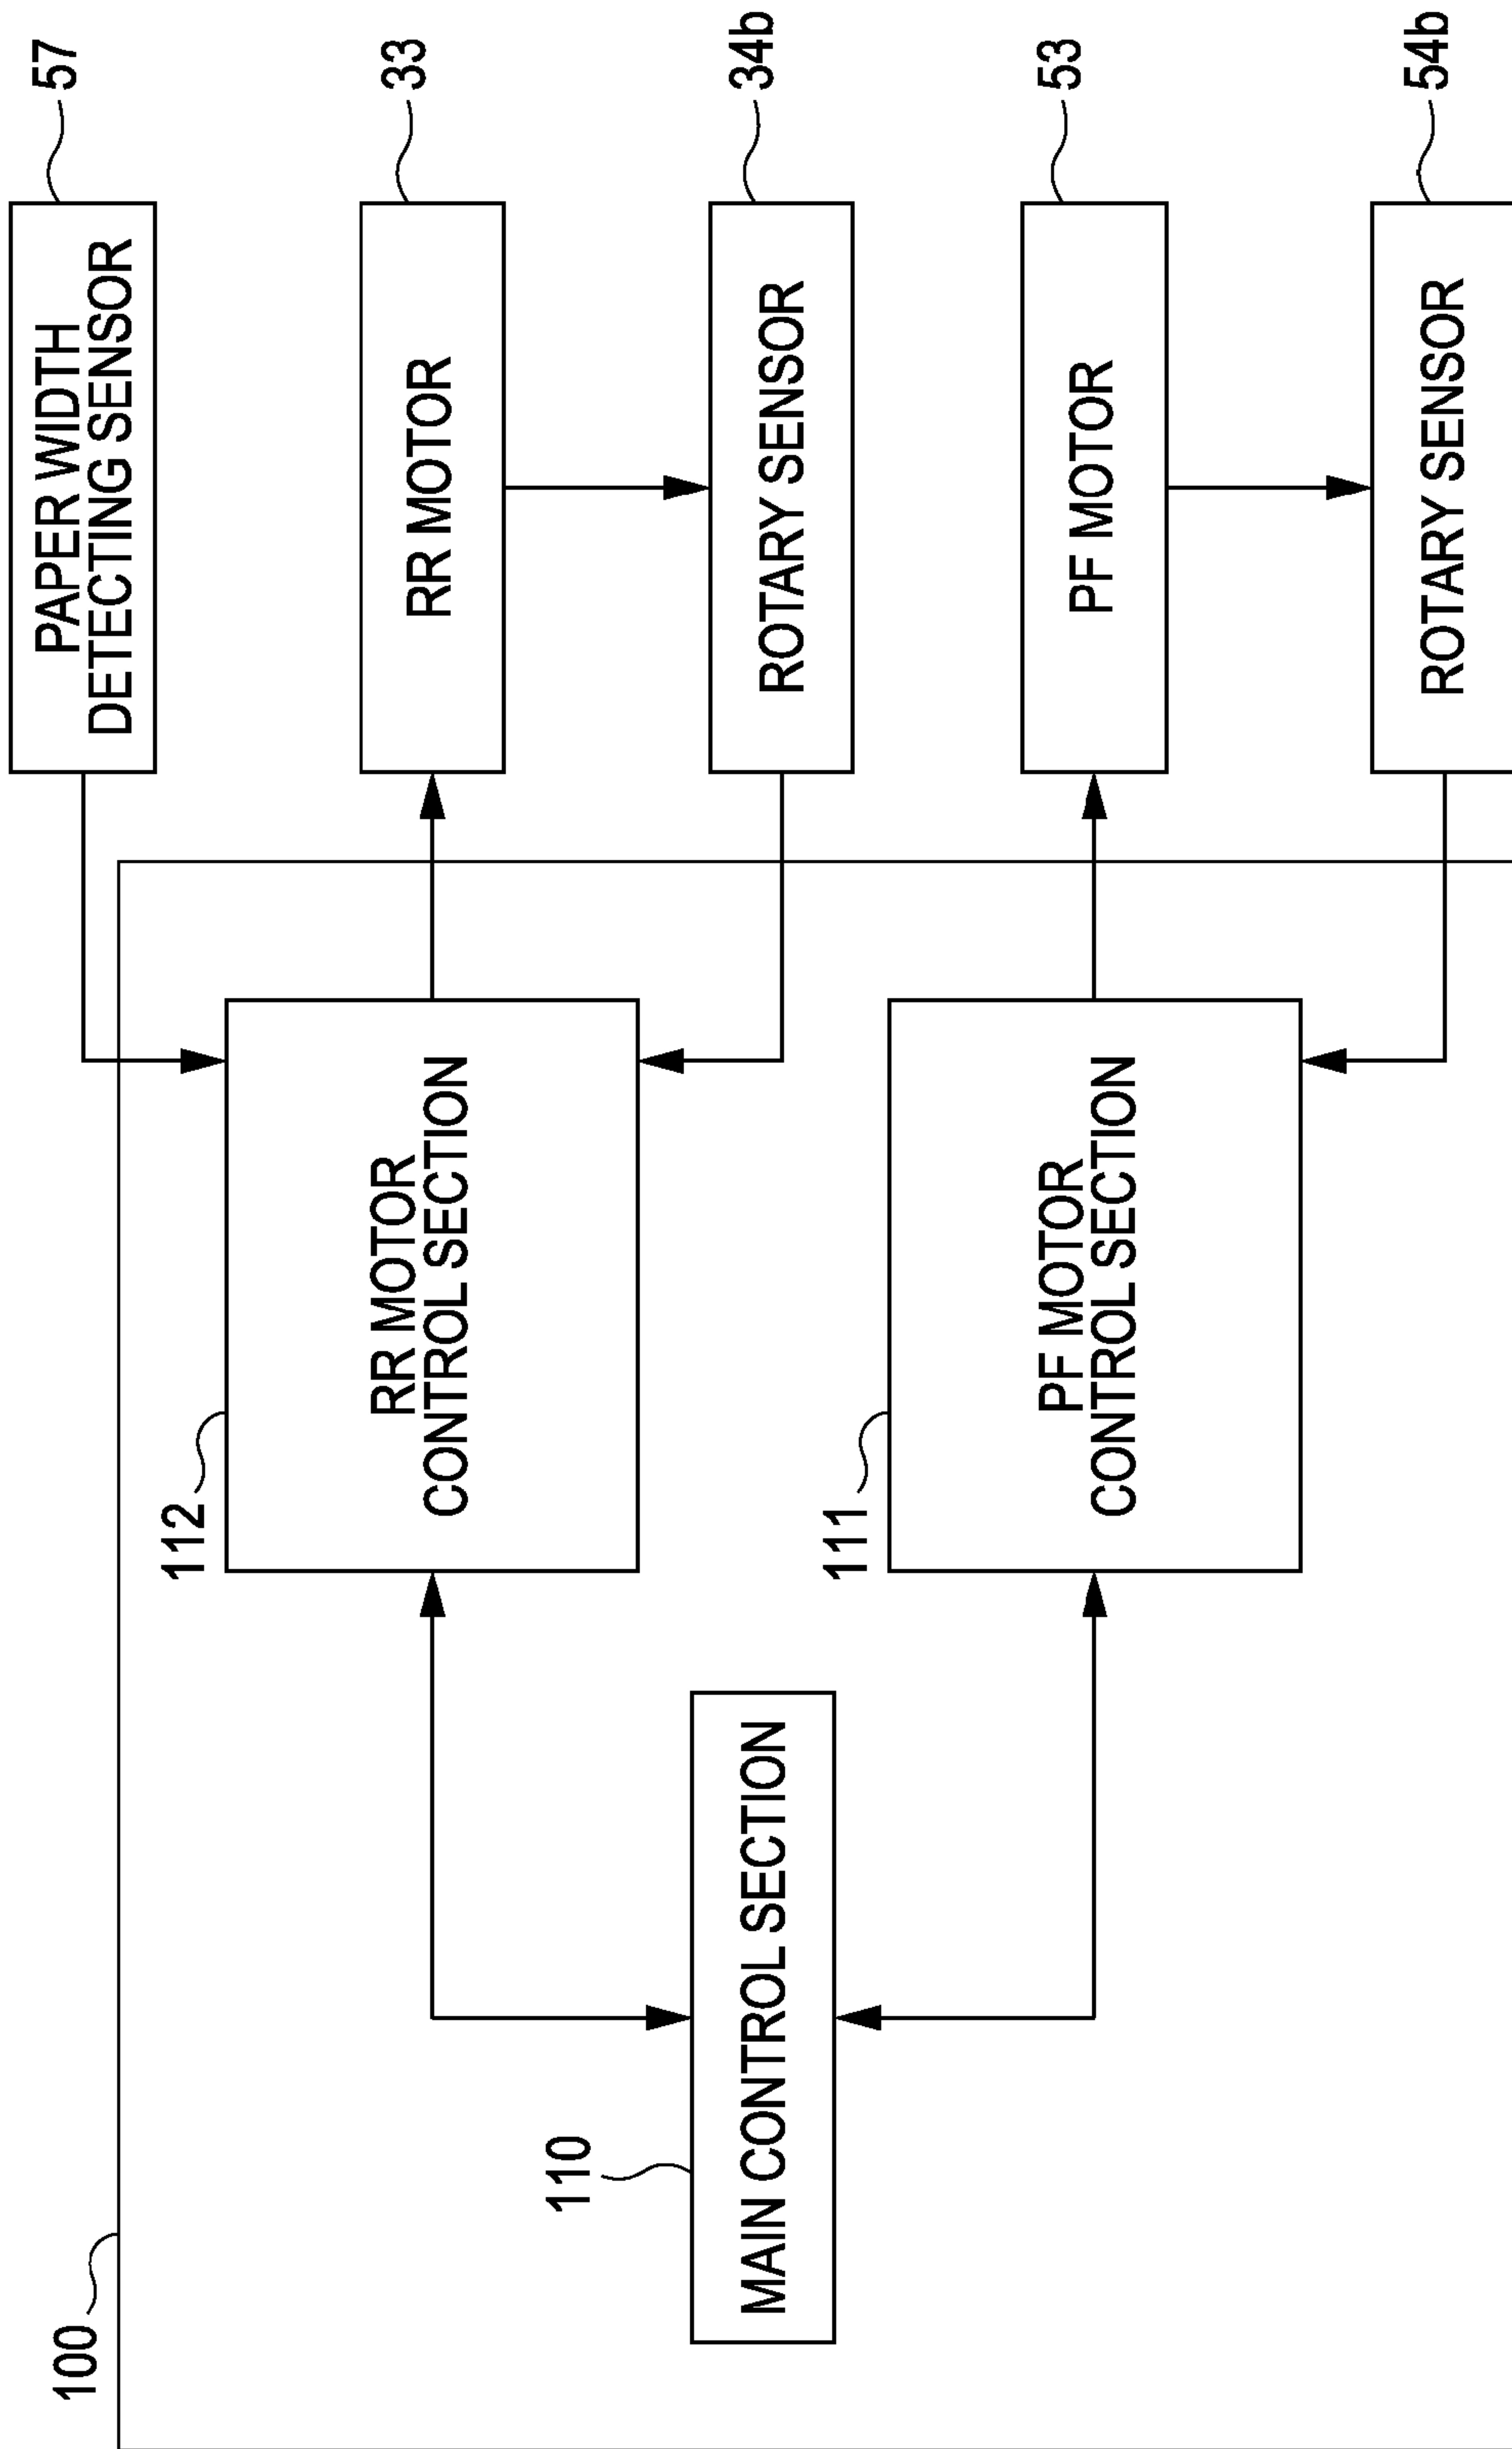 100
110
MAIN CONTROL SECTION
112
RR MOTOR
CONTROL SECTION
111
PF MOTOR
CONTROL SECTION
PAPER WIDTH
DETECTING SENSOR
57
RR MOTOR
33
ROTARY SENSOR
34b
PF MOTOR
53
ROTARY SENSOR
54b